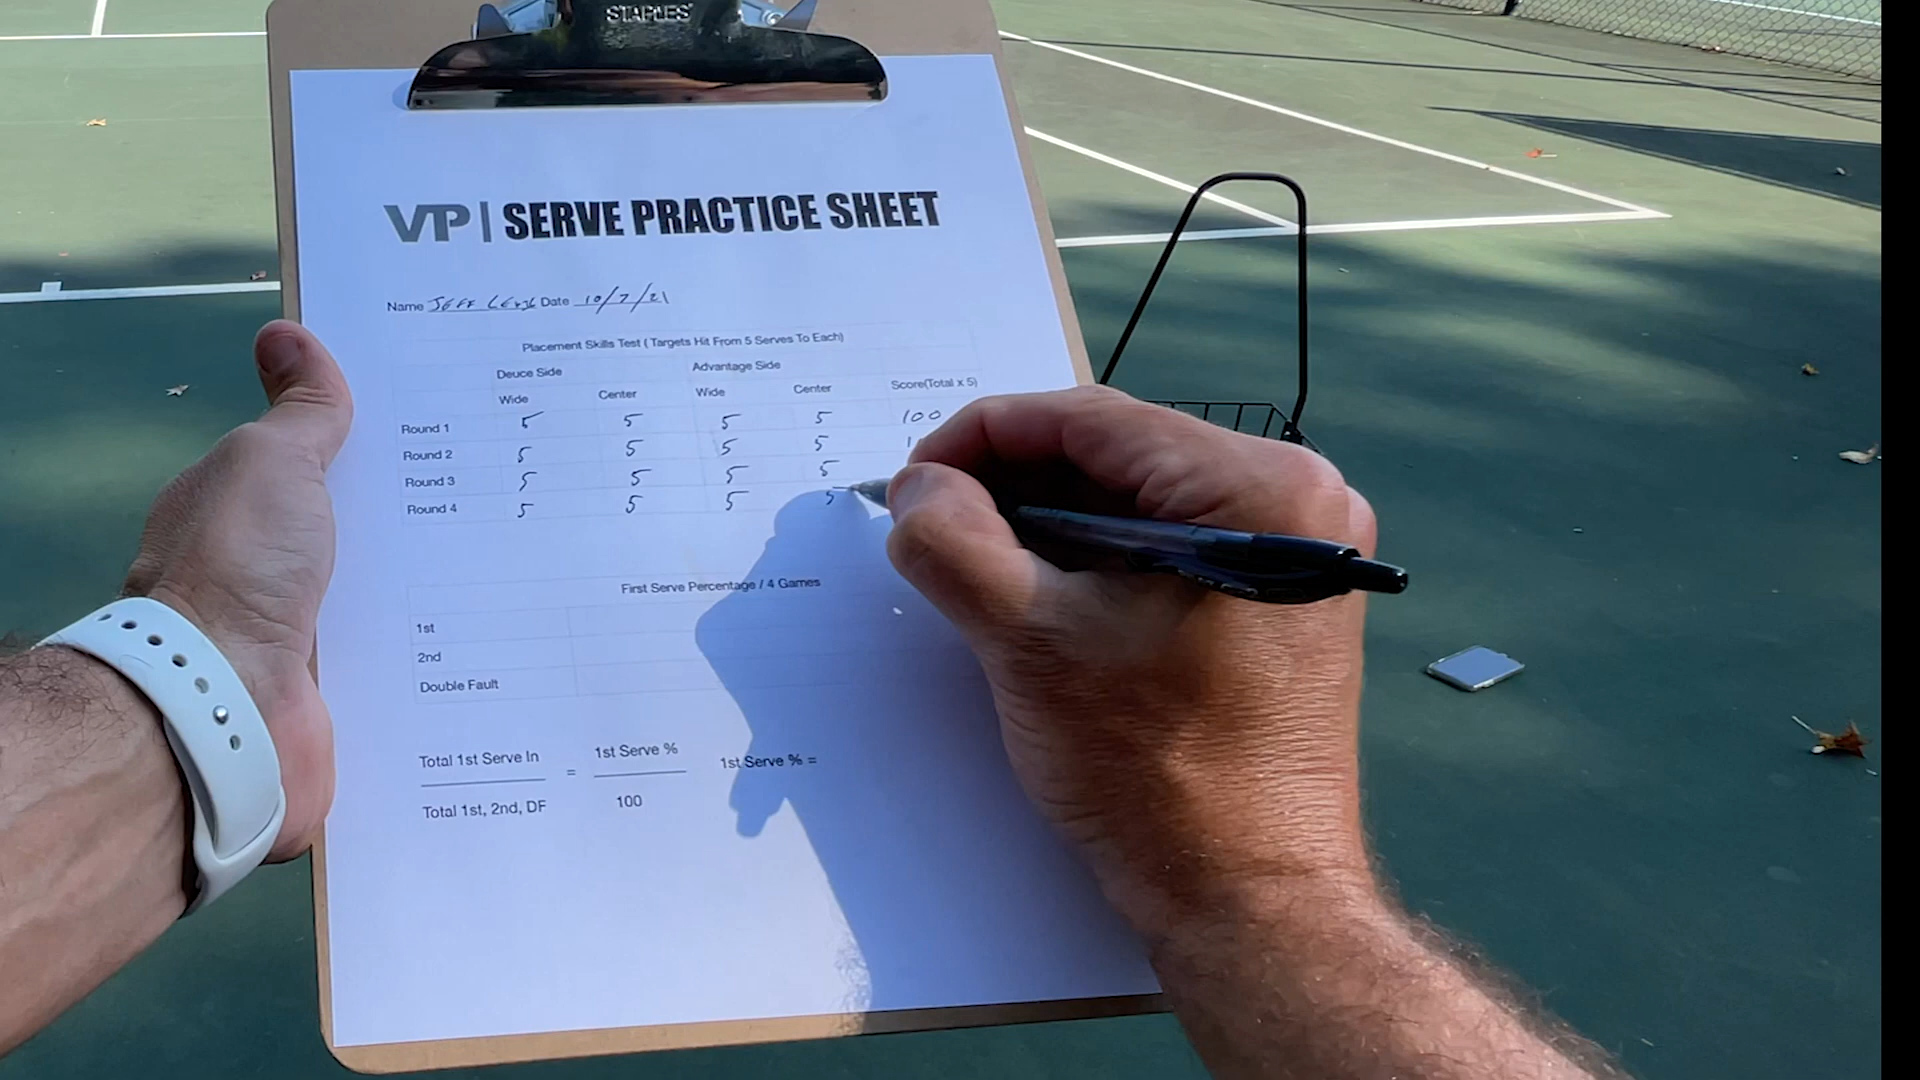 STAPLES
VP | SERVE PRACTICE SHEET
Name JEFF Date 10/7/21
Placement Skills Test ( Targets Hit From 5 Serves To Each)
Deuce Side Advantage Side
Wide Center Wide Center Score(Total x 5)
Round 1 5 5 5 5 100
Round 2 5 5 5 5
Round 3 5 5 5 5
Round 4 5 5 5 5
First Serve Percentage / 4 Games
1st
2nd
Double Fault
Total 1st Serve In = 1st Serve % 1st Serve % =
Total 1st, 2nd, DF 100